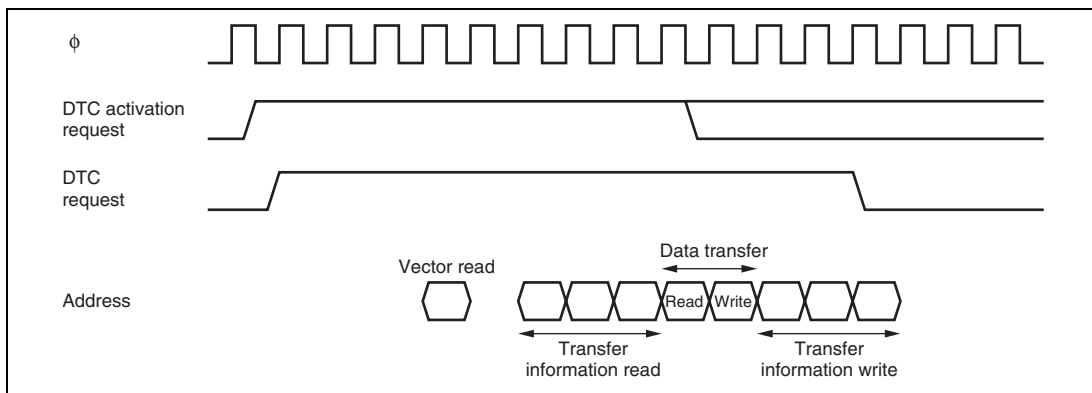 ϕ
DTC activation
request
DTC
request
Data transfer
Vector read
Address
Read Write
Transfer
information read
Transfer
information write